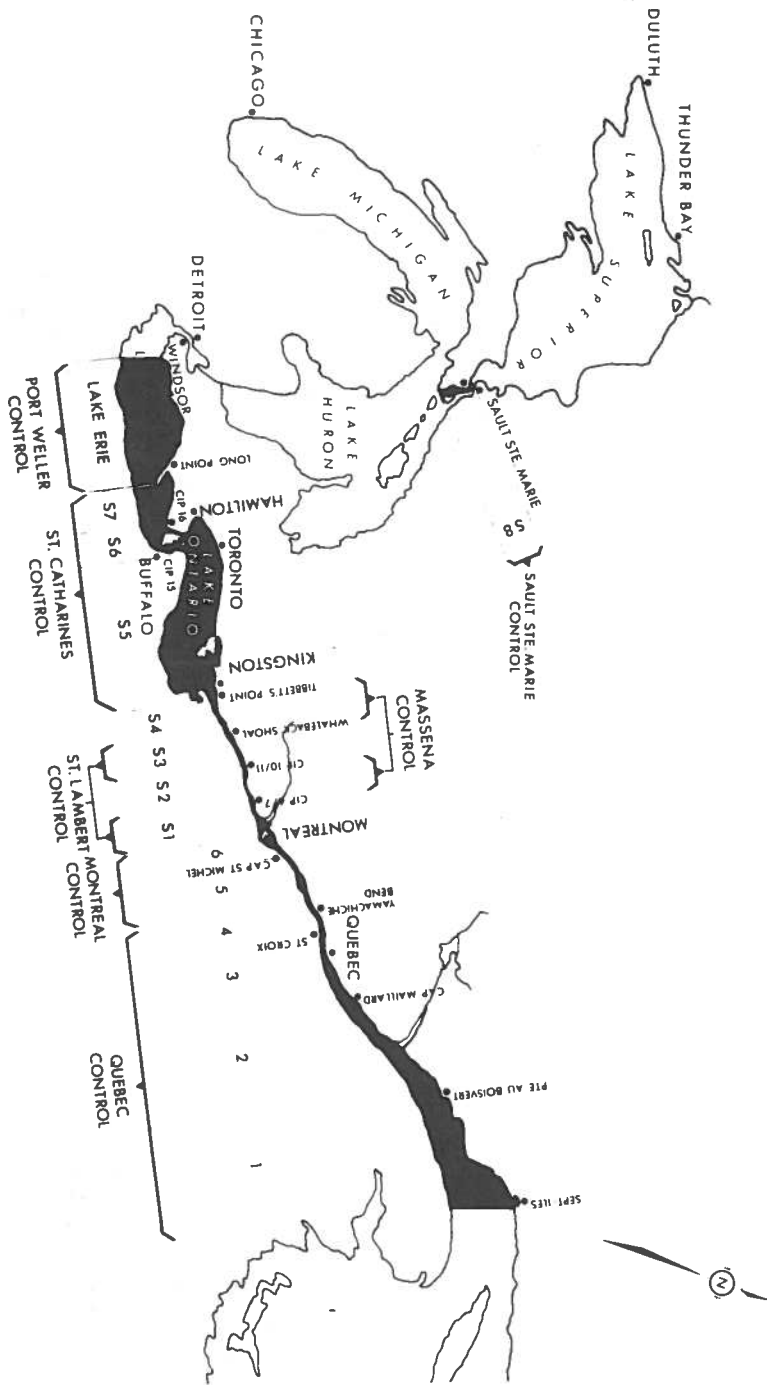 DULUTH
THUNDER BAY
LAKE SUPERIOR
CHICAGO
LAKE MICHIGAN
SAULT STE. MARIE
S8
SAULT STE. MARIE
CONTROL
LAKE
HURON
DETROIT
WINDSOR
L
LAKE ERIE
LONG POINT
PORT WELLER
CONTROL
HAMILTON
CIP 16
S7
S6
TORONTO
LAKE
ONTARIO
CIP 15
BUFFALO
S5
ST. CATHARINES
CONTROL
KINGSTON
TIBBETT'S POINT
WHALEBACK SHOAL
CIP 10/11
CIP 7
MASSENA
CONTROL
S4
S3
S2
S1
ST. LAMBERT
CONTROL
MONTREAL
6
CAP ST MICHEL
5
MONTREAL
CONTROL
YAMACHICHE
BEND
4
ST CROIX
QUEBEC
3
CAP MAILLARD
2
PTE AU BOISVERT
1
SEPT ILES
QUEBEC
CONTROL
"N"